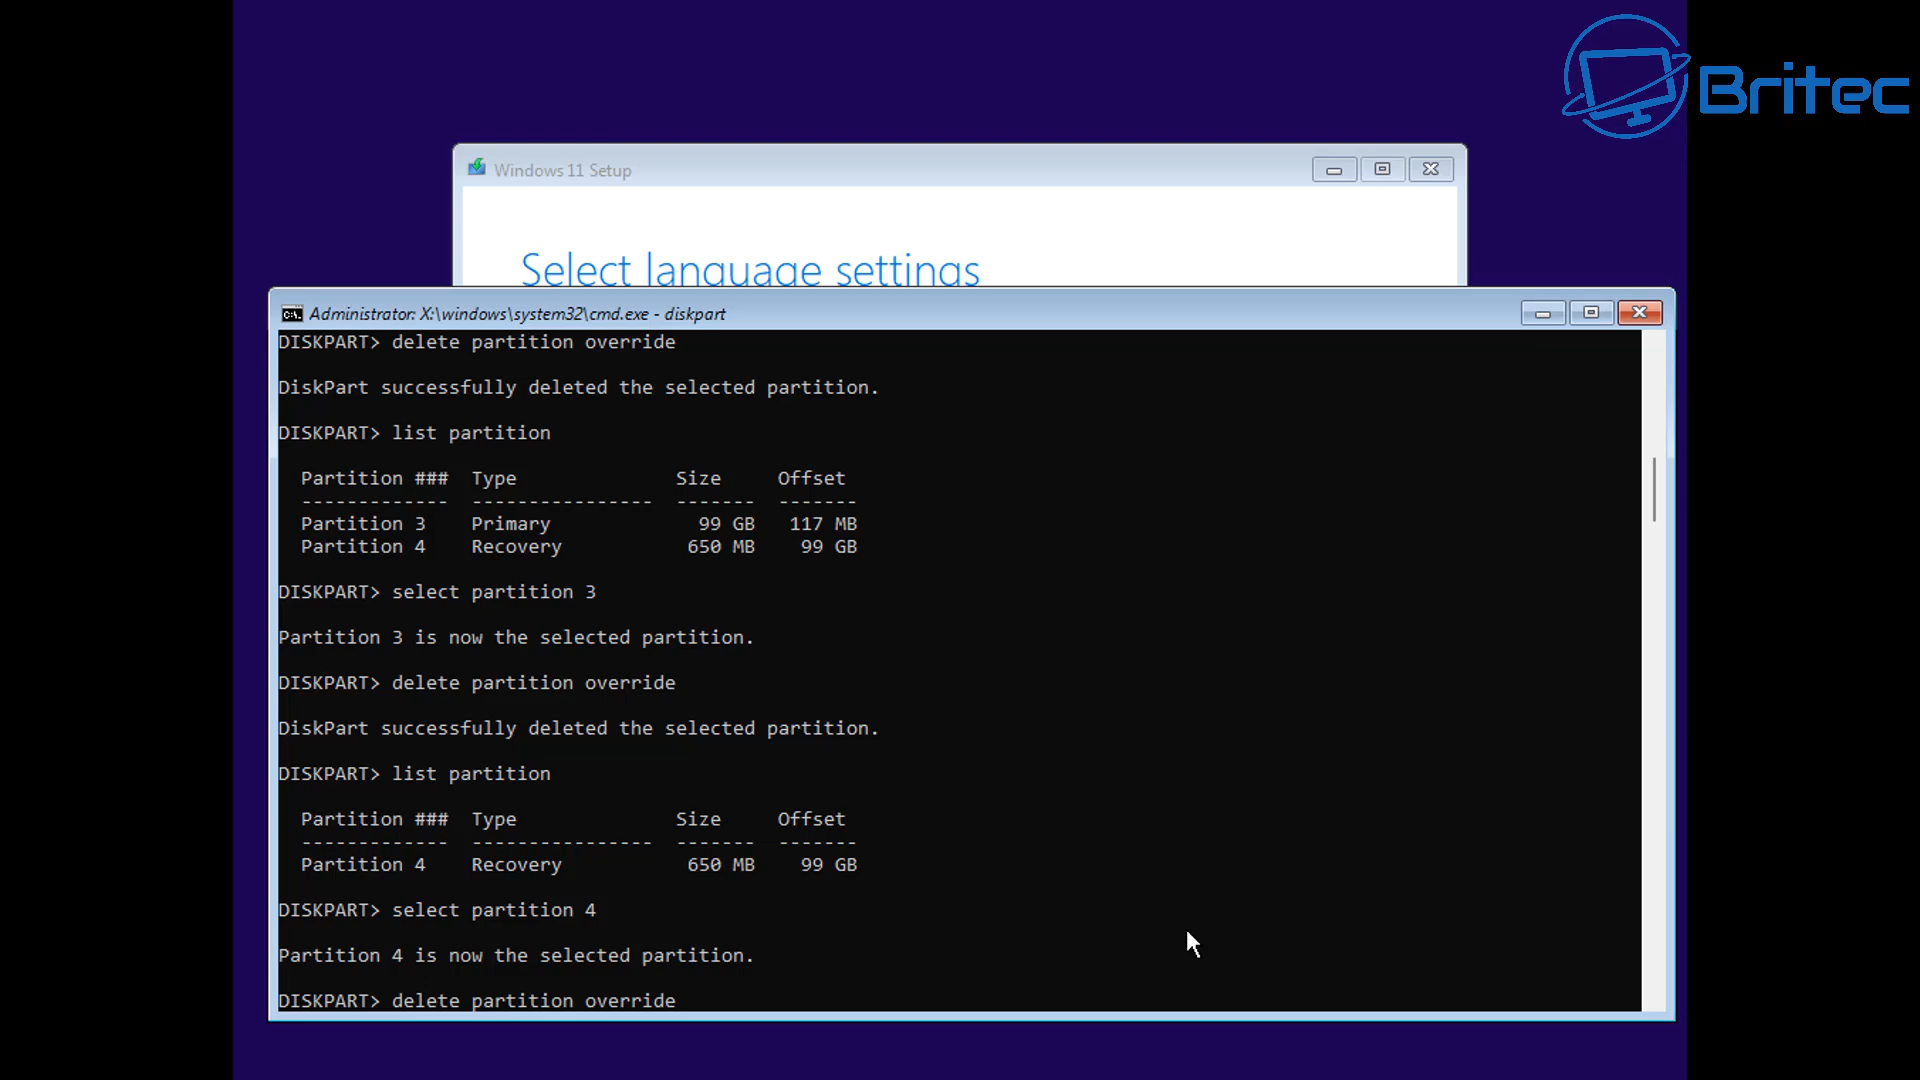 Britec
Windows 11 Setup
Select language settings
Administrator: X:\windows\system32\cmd.exe - diskpart
DISKPART> delete partition override
DiskPart successfully deleted the selected partition.
DISKPART> list partition
Partition ###  Type              Size     Offset
-------------  ----------------  -------  -------
Partition 3    Primary             99 GB   117 MB
Partition 4    Recovery           650 MB    99 GB
DISKPART> select partition 3
Partition 3 is now the selected partition.
DISKPART> delete partition override
DiskPart successfully deleted the selected partition.
DISKPART> list partition
Partition ###  Type              Size     Offset
-------------  ----------------  -------  -------
Partition 4    Recovery           650 MB    99 GB
DISKPART> select partition 4
Partition 4 is now the selected partition.
DISKPART> delete partition override